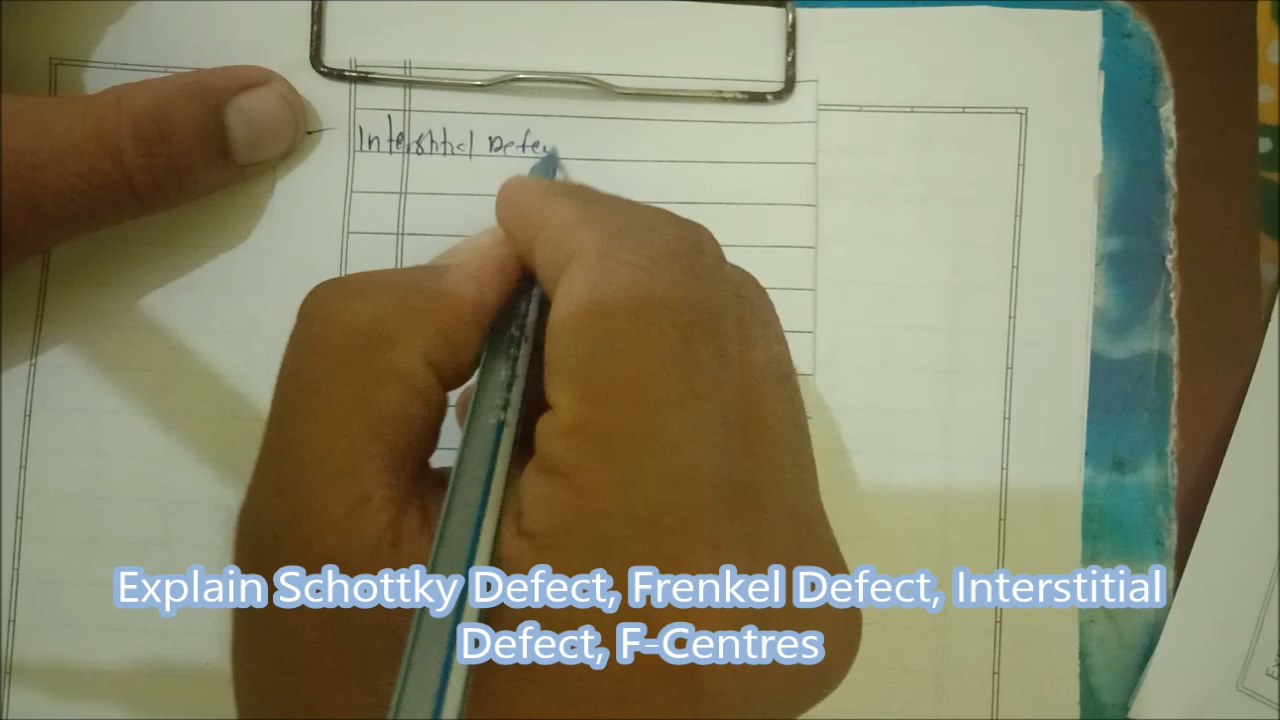 Interstitial Defe
Explain Schottky Defect, Frenkel Defect, Interstitial
Defect, F-Centres